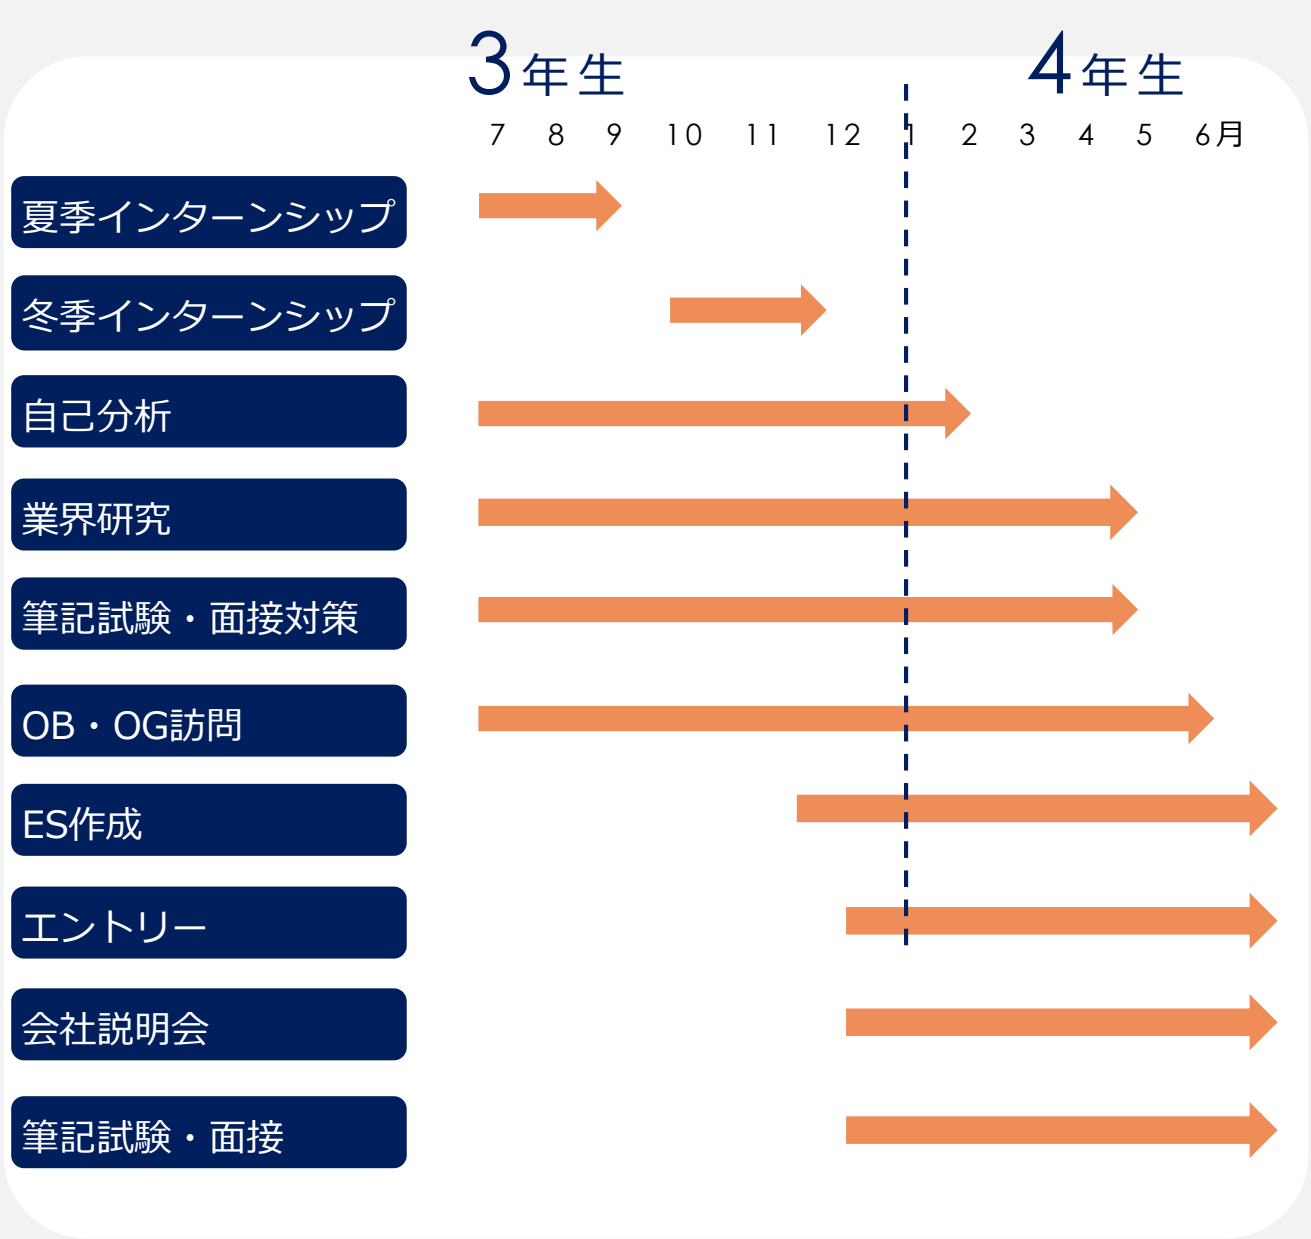 3年生 4年生
7 8 9 10 11 12 1 2 3 4 5 6月
夏季インターンシップ
冬季インターンシップ
自己分析
業界研究
筆記試験・面接対策
OB・OG訪問
ES作成
エントリー
会社説明会
筆記試験・面接